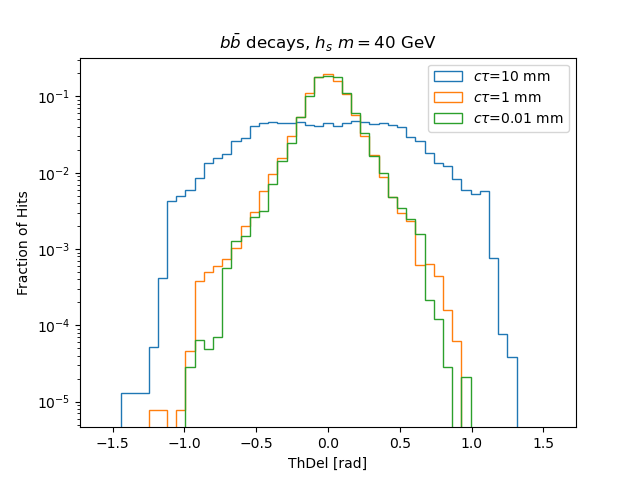 $b\bar{b}$ decays, $h_s$ $m = 40$ GeV
cτ=10 mm
cτ=1 mm
cτ=0.01 mm
Fraction of Hits
10⁻¹
10⁻²
10⁻³
10⁻⁴
10⁻⁵
−1.5 −1.0 −0.5 0.0 0.5 1.0 1.5
ThDel [rad]